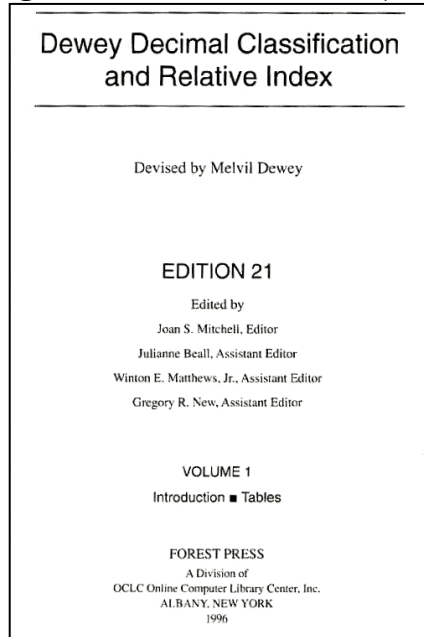 Dewey Decimal Classification
and Relative Index
Devised by Melvil Dewey
EDITION 21
Edited by
Joan S. Mitchell, Editor
Julianne Beall, Assistant Editor
Winton E. Matthews, Jr., Assistant Editor
Gregory R. New, Assistant Editor
VOLUME 1
Introduction ■ Tables
FOREST PRESS
A Division of
OCLC Online Computer Library Center, Inc.
ALBANY, NEW YORK
1996